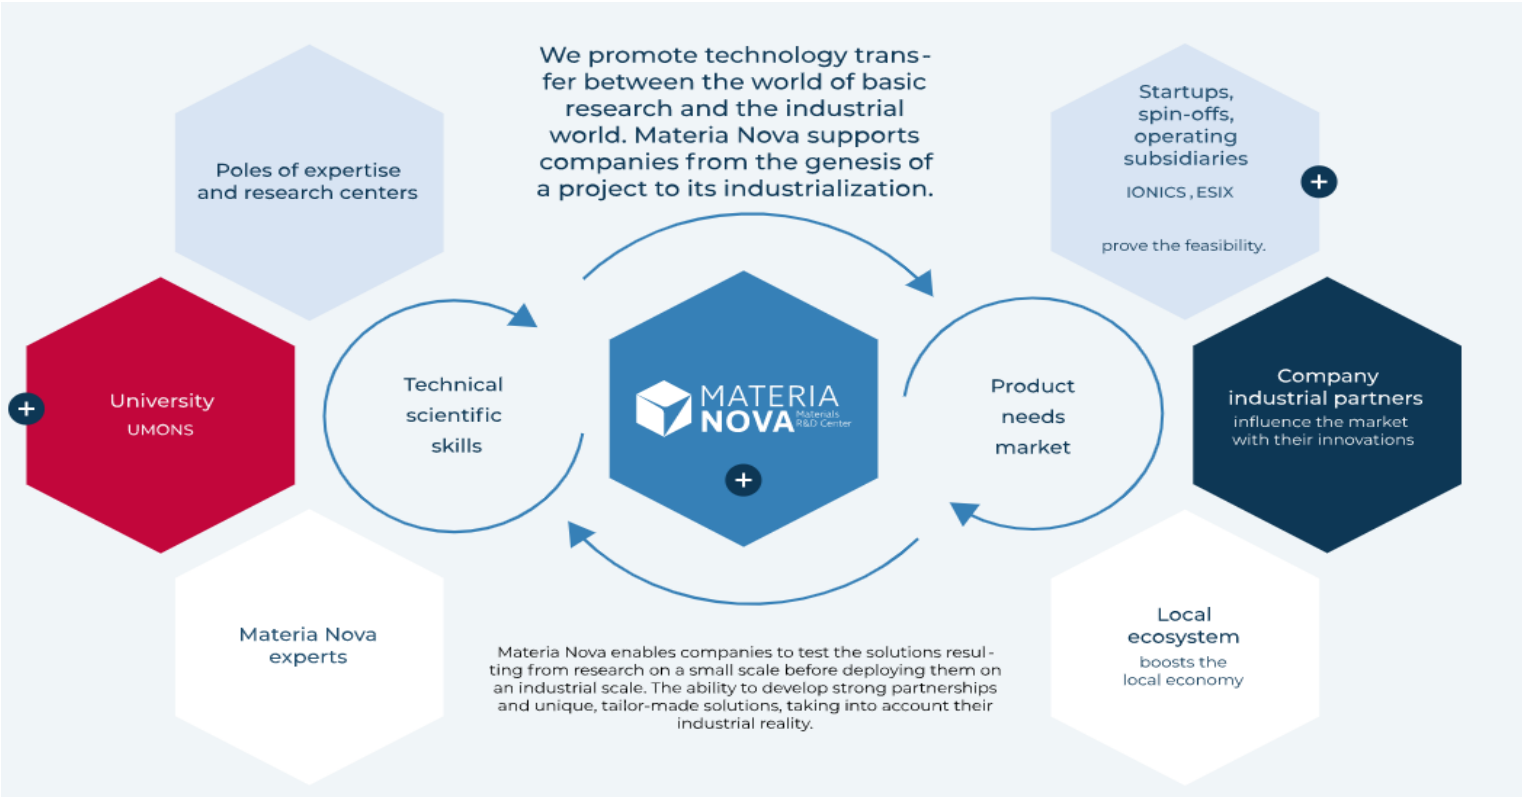 We promote technology trans-
fer between the world of basic
research and the industrial
world. Materia Nova supports
companies from the genesis of
a project to its industrialization.
Poles of expertise
and research centers
University
UMONS
Materia Nova
experts
Technical
scientific
skills
MATERIA
NOVA
Materials
R&D Center
Product
needs
market
Startups,
spin-offs,
operating
subsidiaries
IONICS , ESIX
prove the feasibility.
Company
industrial partners
influence the market
with their innovations
Local
ecosystem
boosts the
local economy
Materia Nova enables companies to test the solutions resul-
ting from research on a small scale before deploying them on
an industrial scale. The ability to develop strong partnerships
and unique, tailor-made solutions, taking into account their
industrial reality.